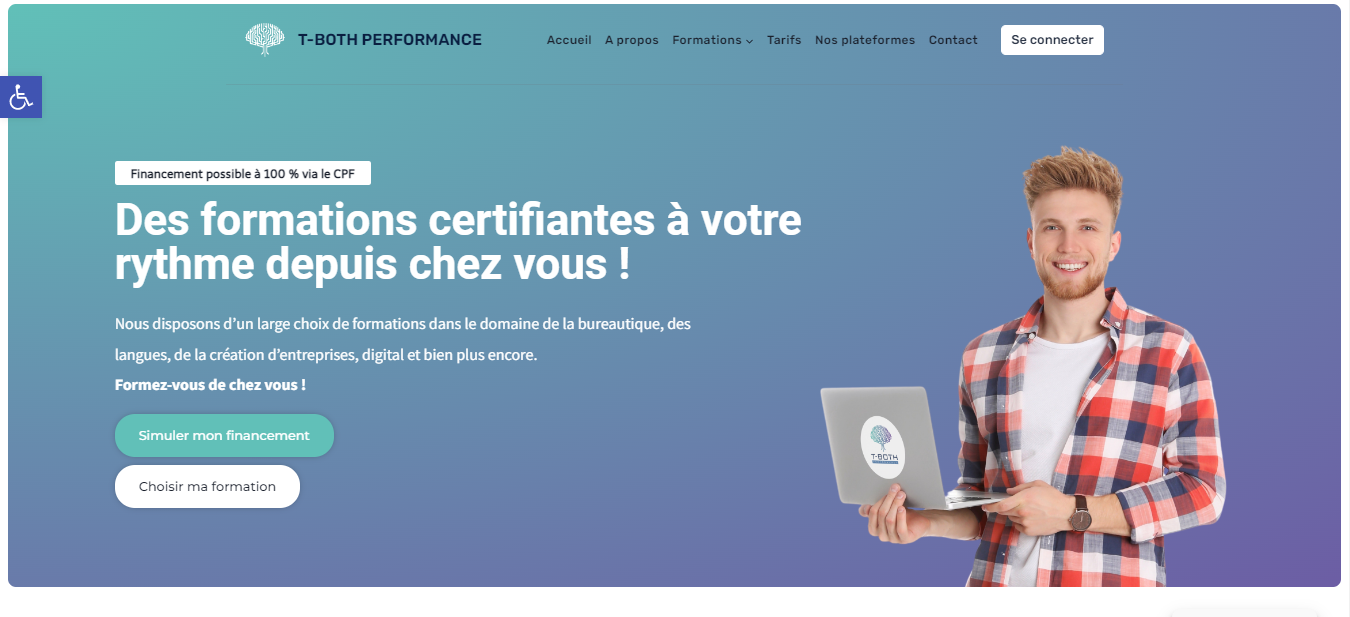 T-BOTH PERFORMANCE
Accueil A propos Formations Tarifs Nos plateformes Contact Se connecter
Financement possible à 100 % via le CPF
Des formations certifiantes à votre
rythme depuis chez vous !
Nous disposons d'un large choix de formations dans le domaine de la bureautique, des
langues, de la création d'entreprises, digital et bien plus encore.
Formez-vous de chez vous !
Simuler mon financement
Choisir ma formation
T-BOTH